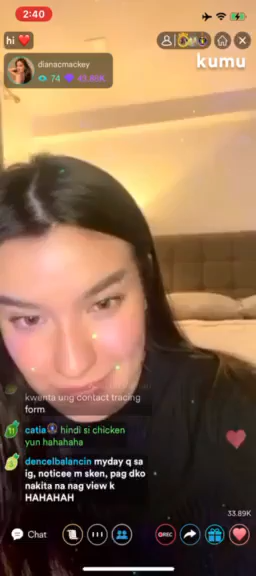 2:40
hi ❤️
kumu
dianacmackey
74 43.89K
kwenta ung contact tracing
form
catia hindi si chicken
yun hahahaha
dencelbalancin myday q sa
ig, noticee m sken, pag dko
nakita na nag view k
HAHAHAH
33.89K
Chat
REC